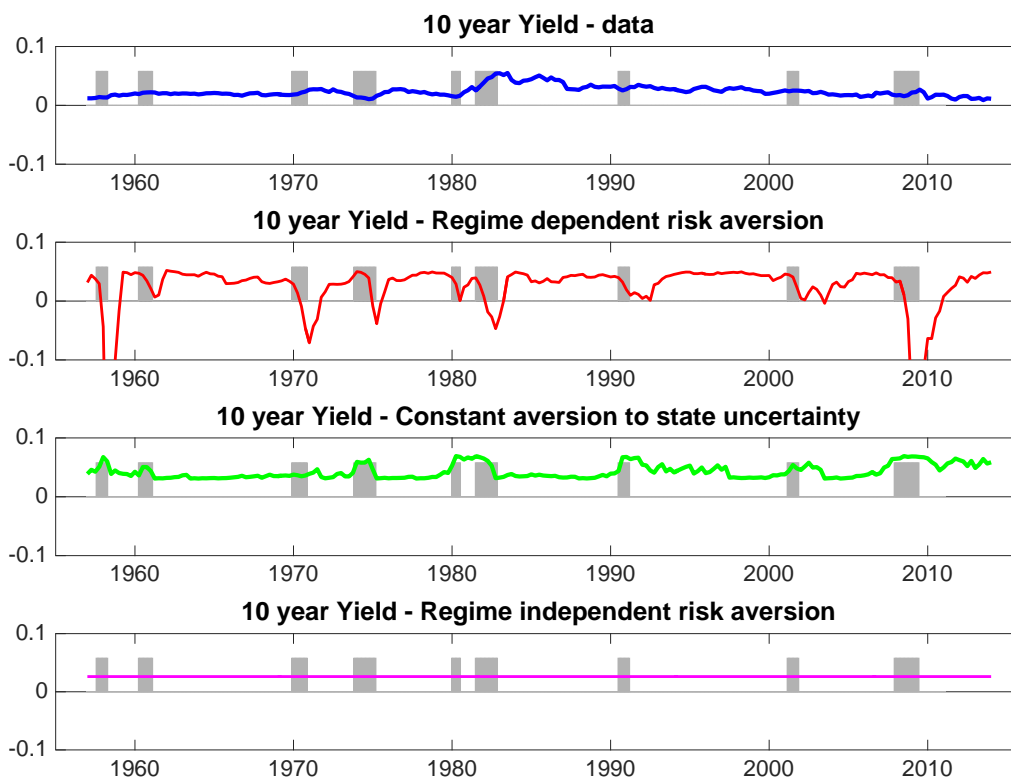 10 year Yield - data
0.1
0
-0.1
1960 1970 1980 1990 2000 2010
10 year Yield - Regime dependent risk aversion
0.1
0
-0.1
1960 1970 1980 1990 2000 2010
10 year Yield - Constant aversion to state uncertainty
0.1
0
-0.1
1960 1970 1980 1990 2000 2010
10 year Yield - Regime independent risk aversion
0.1
0
-0.1
1960 1970 1980 1990 2000 2010